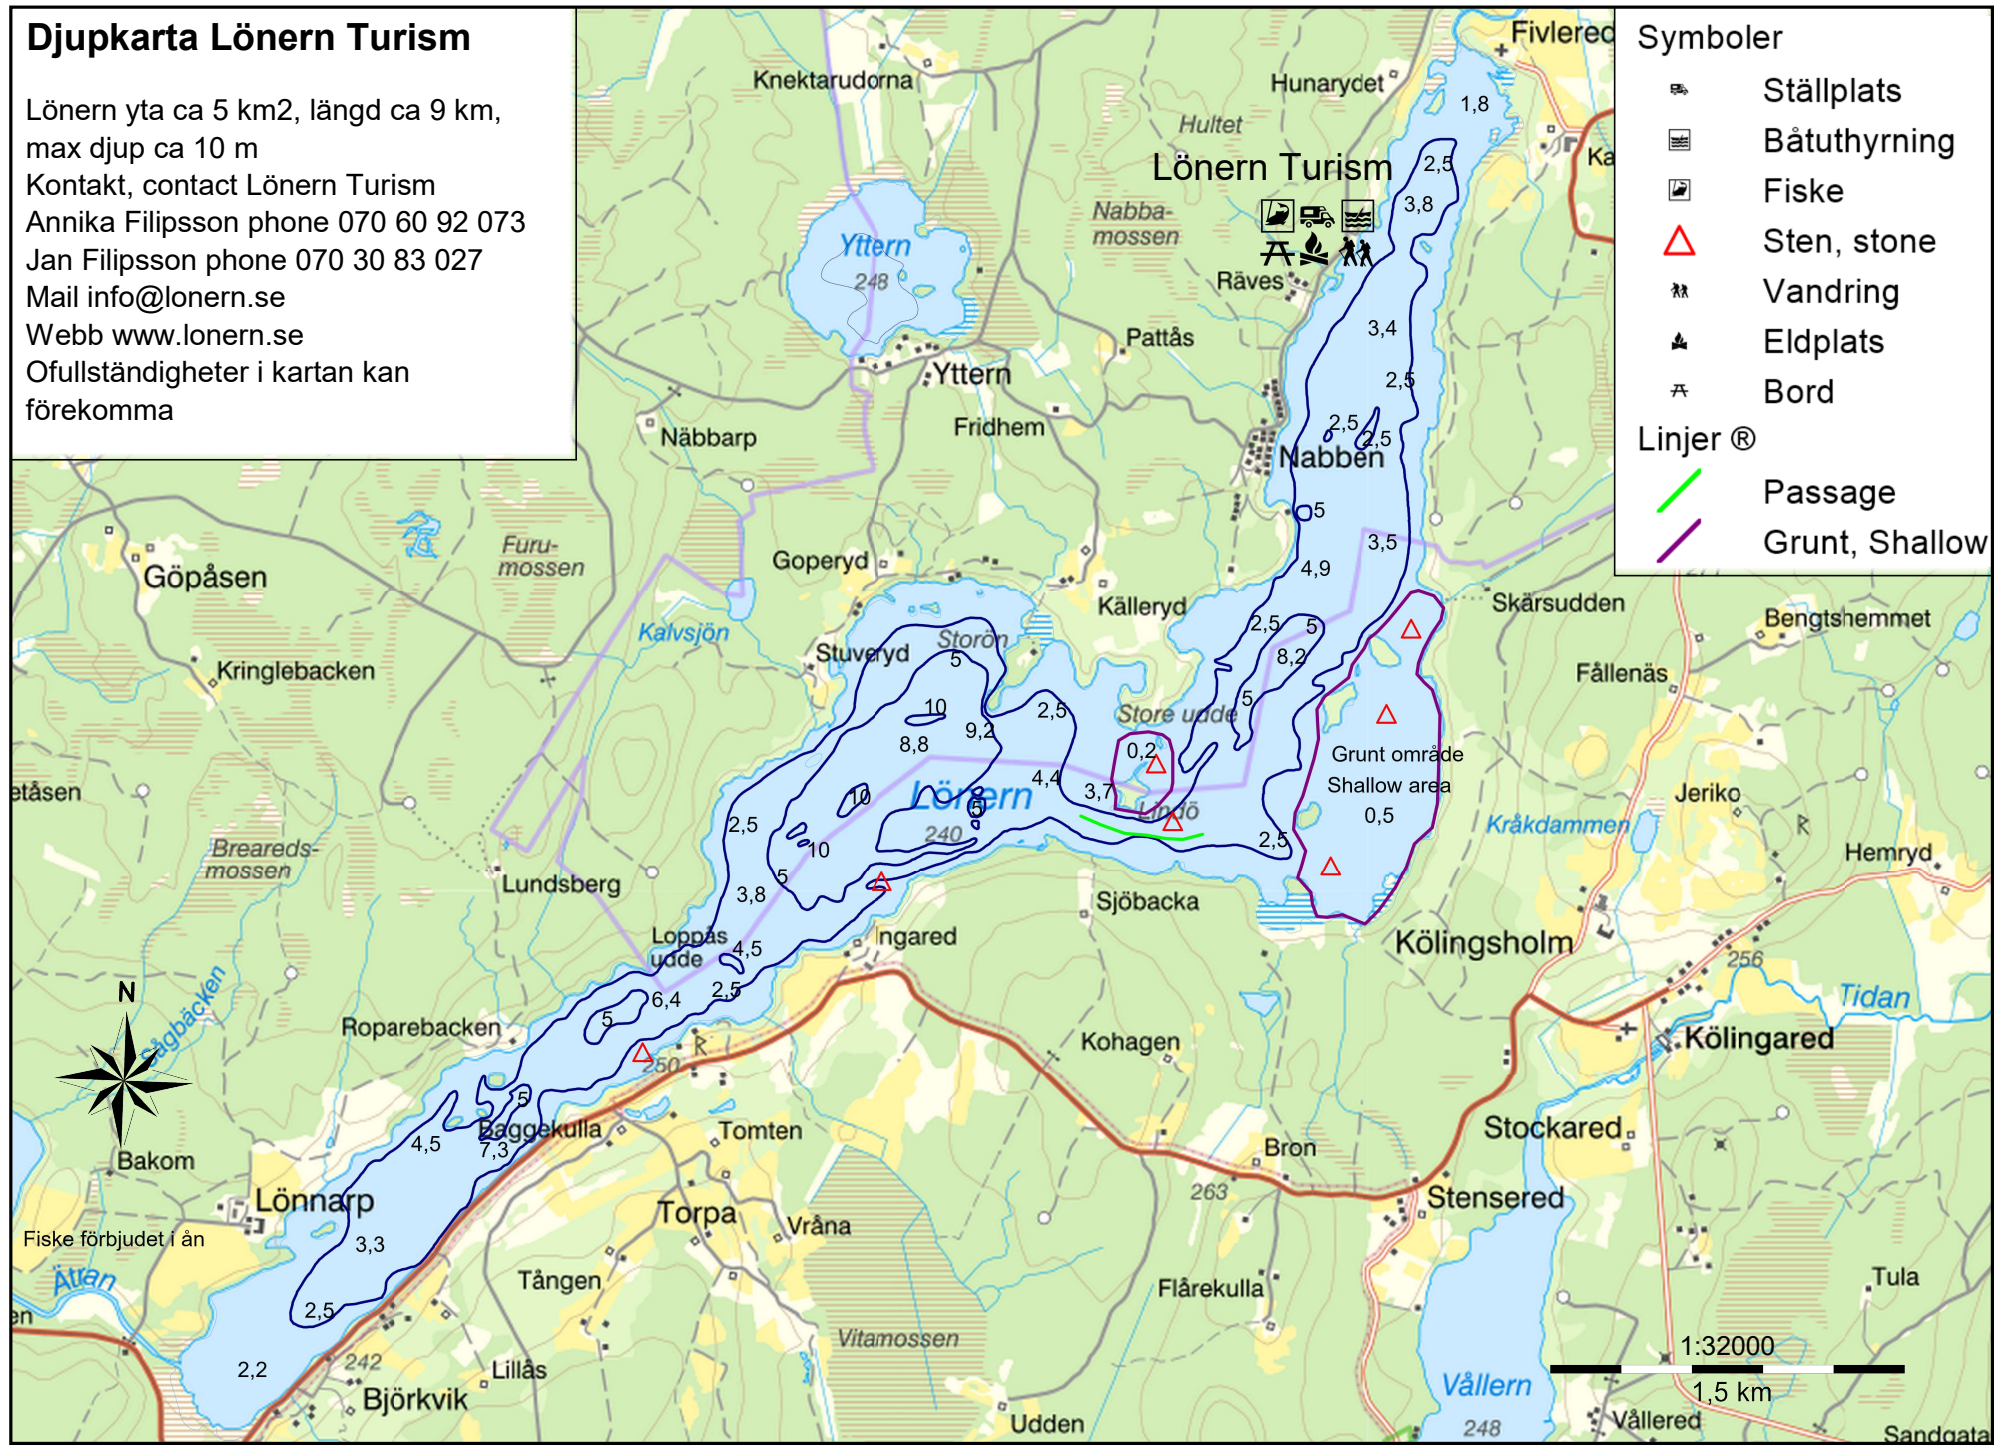 Djupkarta Lönern Turism
Lönern yta ca 5 km2, längd ca 9 km,
max djup ca 10 m
Kontakt, contact Lönern Turism
Annika Filipsson phone 070 60 92 073
Jan Filipsson phone 070 30 83 027
Mail info@lonern.se
Webb www.lonern.se
Ofullständigheter i kartan kan
förekomma
Symboler
Ställplats
Båtuthyrning
Fiske
Sten, stone
Vandring
Eldplats
Bord
Linjer ®
Passage
Grunt, Shallow
Fivlered
Knektarudorna
Hunarydet
1,8
Hultet
Ka
Lönern Turism
2,5
3,8
Nabba-
mossen
Yttern
248
Räves
3,4
Pattås
Yttern
2,5
Näbbarp
Fridhem
2,5
2,5
Nabben
5
3,5
Furu-
mossen
Goperyd
4,9
Göpåsen
Källeryd
Skärsudden
Bengtshemmet
Kalvsjön
Storön
2,5
5
Stuveryd
5
8,2
Kringlebacken
Fållenäs
5
10
2,5
Store udde
9,2
8,8
0,2
Grunt område
Shallow area
4,4
3,7
etåsen
10
Lönern
5
Lindö
0,5
Jeriko
2,5
240
2,5
Kråkdammen
R
Breareds-
mossen
10
Hemryd
5
Lundsberg
3,8
Sjöbacka
Loppås
udde
4,5
Ingared
Kölingsholm
256
N
Sågbäcken
6,4
2,5
5
Tidan
Roparebacken
R
250
Kohagen
Kölingared
5
Baggekulla
4,5
7,3
Tomten
Stockared
Bakom
Bron
Lönnarp
Torpa
263
Stensered
Vråna
Fiske förbjudet i ån
3,3
Ätran
Tången
Flårekulla
Tula
en
2,5
Vitamossen
1:32000
242
2,2
Lillås
Vållern
1,5 km
Björkvik
Udden
248
Vållered
Sandgata